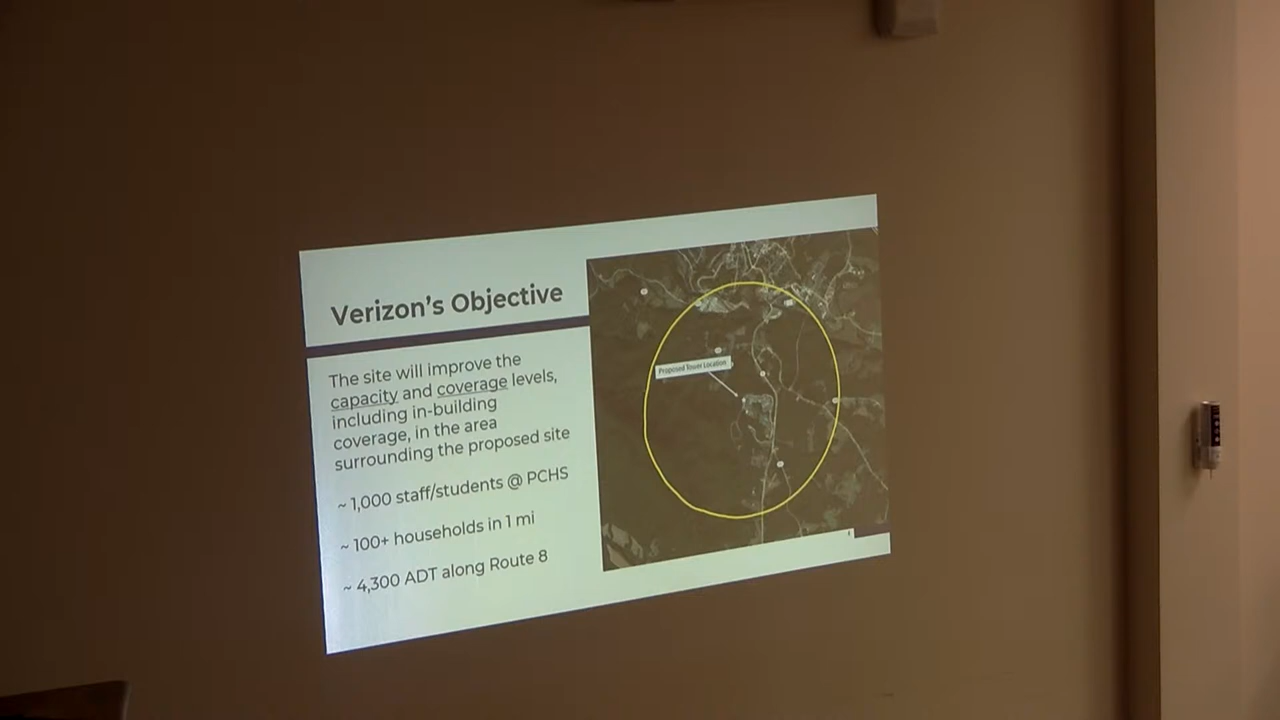 Verizon's Objective
The site will improve the
capacity and coverage levels,
including in-building
coverage, in the area
surrounding the proposed site
~ 1,000 staff/students @ PCHS
~ 100+ households in 1 mi
~ 4,300 ADT along Route 8
Proposed Tower Location